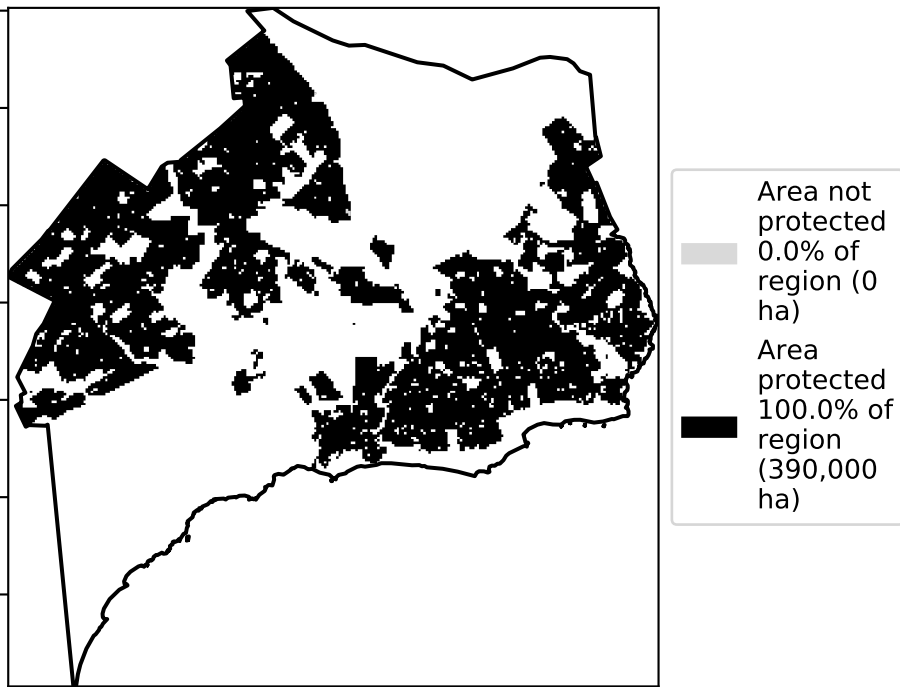 Area not
protected
0.0% of
region (0
ha)
Area
protected
100.0% of
region
(390,000
ha)